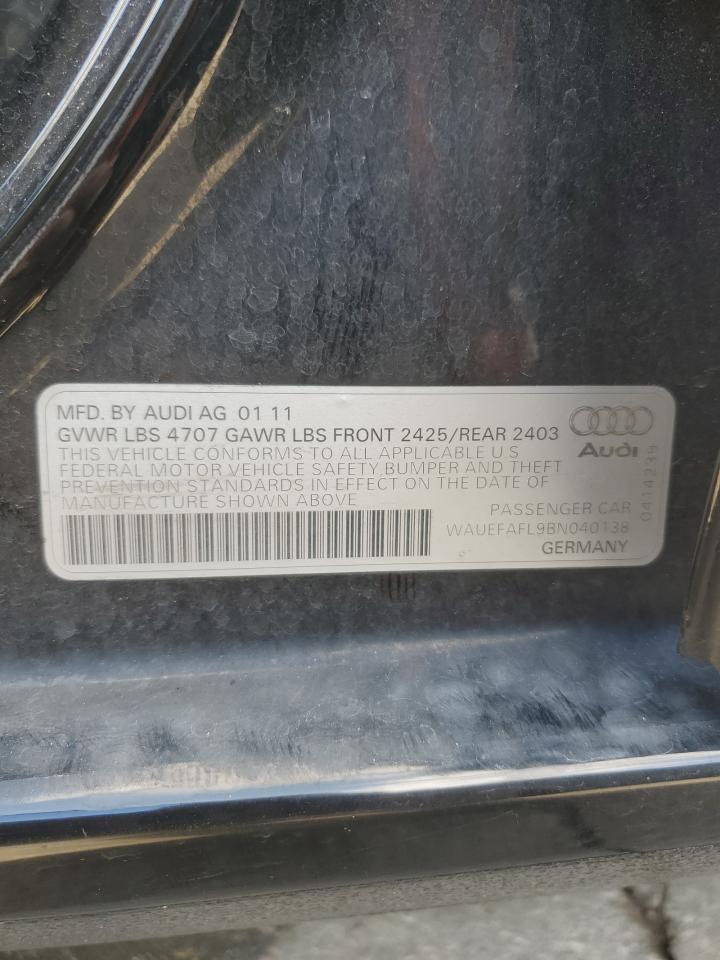 MFD. BY AUDI AG 01 11
GVWR LBS 4707 GAWR LBS FRONT 2425/REAR 2403
THIS VEHICLE CONFORMS TO ALL APPLICABLE U S
FEDERAL MOTOR VEHICLE SAFETY,BUMPER AND THEFT
PREVENTION STANDARDS IN EFFECT ON THE DATE OF
MANUFACTURE SHOWN ABOVE
Audi
PASSENGER CAR
WAUEFAFL9BN040138
GERMANY
0414239